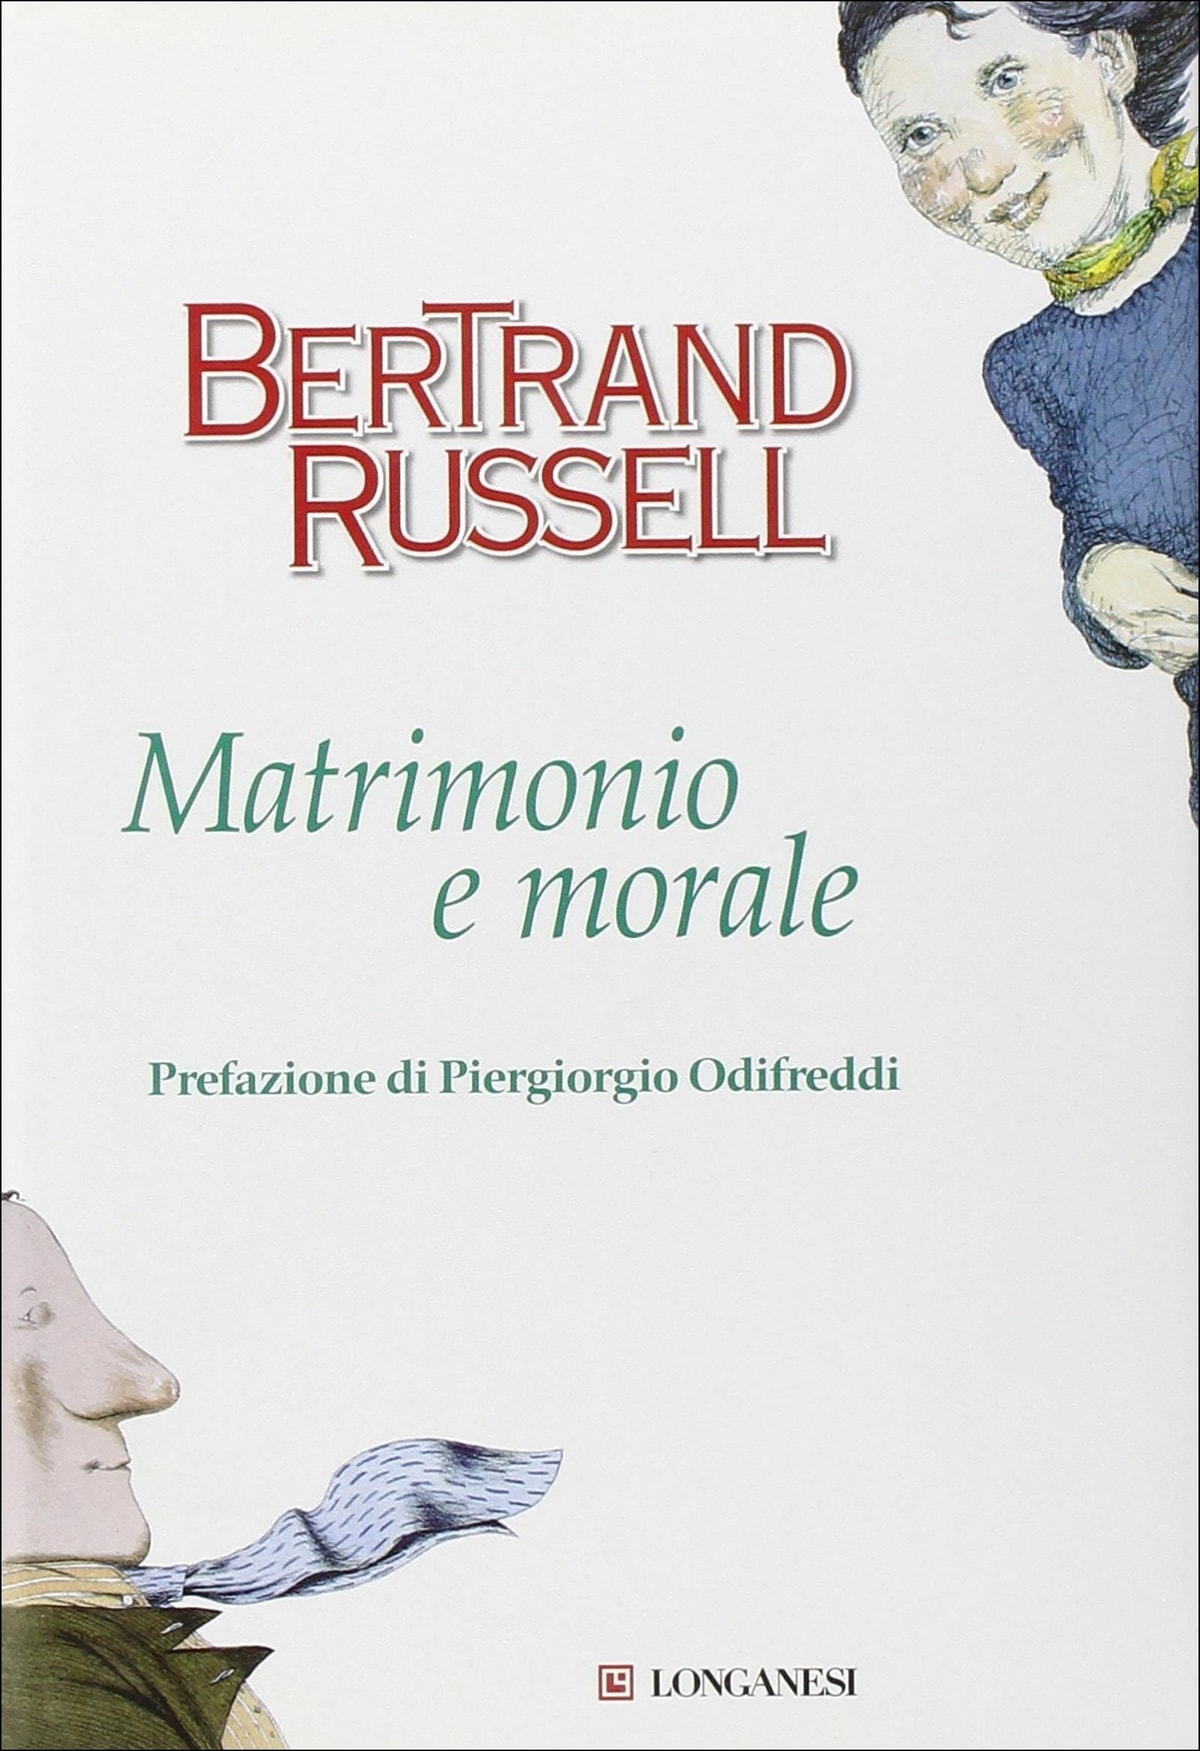 BERTRAND
RUSSELL
Matrimonio
e morale
Prefazione di Piergiorgio Odifreddi
LONGANESI